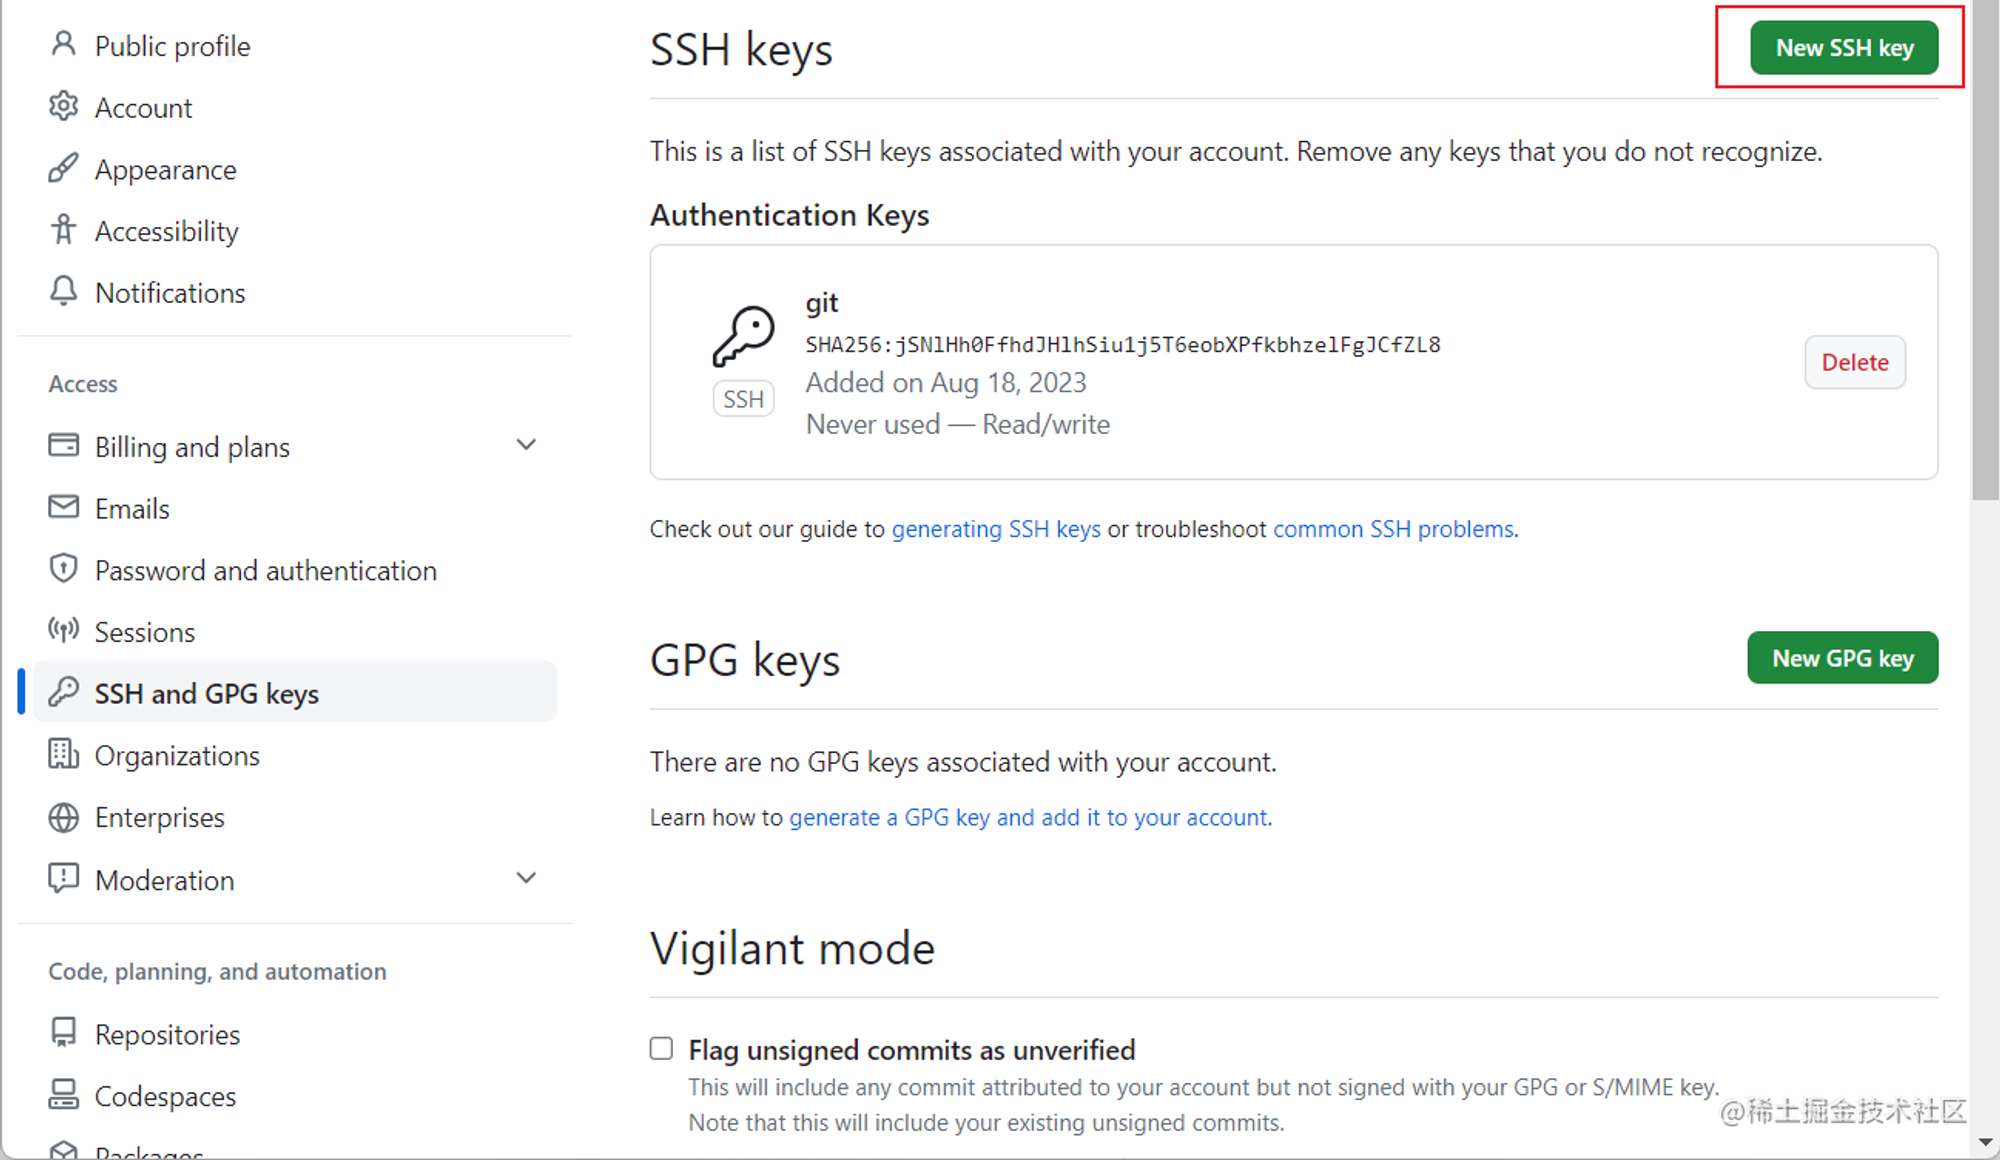 Public profile
Account
Appearance
Accessibility
Notifications
Access
Billing and plans
Emails
Password and authentication
Sessions
SSH and GPG keys
Organizations
Enterprises
Moderation
Code, planning, and automation
Repositories
Codespaces
Packages
SSH keys
New SSH key
This is a list of SSH keys associated with your account. Remove any keys that you do not recognize.
Authentication Keys
git
SHA256:jSNlHh0FfhdJHlhSiu1j5T6eobXPfkbhzelFgJCfZL8
Added on Aug 18, 2023
Never used — Read/write
SSH
Delete
Check out our guide to generating SSH keys or troubleshoot common SSH problems.
GPG keys
New GPG key
There are no GPG keys associated with your account.
Learn how to generate a GPG key and add it to your account.
Vigilant mode
Flag unsigned commits as unverified
This will include any commit attributed to your account but not signed with your GPG or S/MIME key.
Note that this will include your existing unsigned commits.
@稀土掘金技术社区